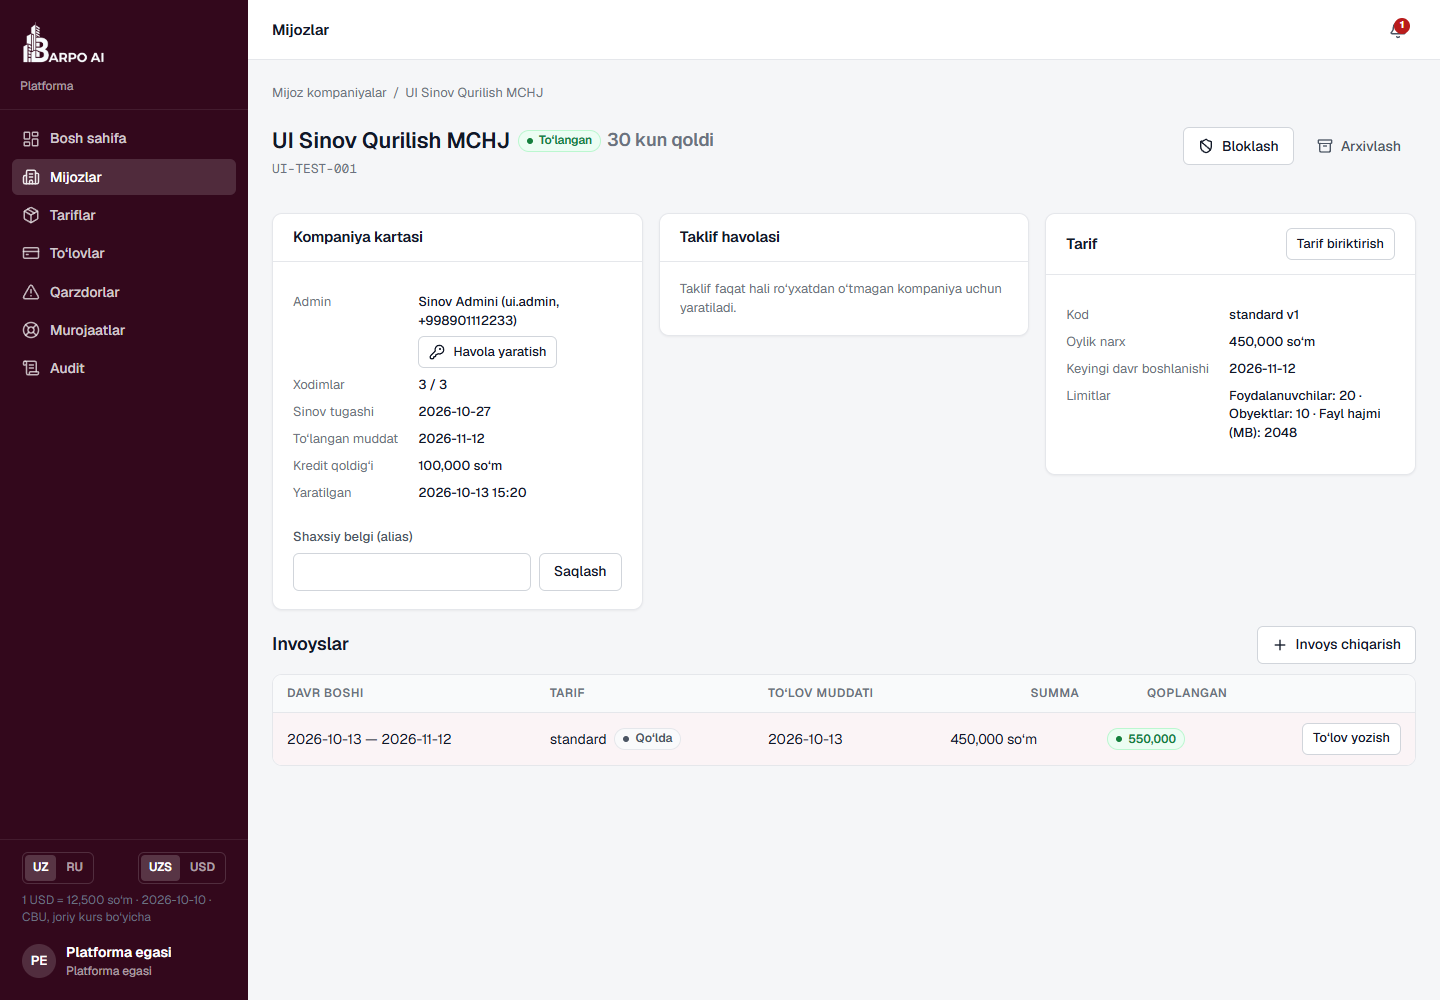 BARPO AI
Platforma
Bosh sahifa
Mijozlar
Tariflar
To‘lovlar
Qarzdorlar
Murojaatlar
Audit
UZ RU UZS USD
1 USD = 12,500 so‘m · 2026-10-10 ·
CBU, joriy kurs bo‘yicha
PE
Platforma egasi
Platforma egasi
Mijozlar
1
Mijoz kompaniyalar / UI Sinov Qurilish MCHJ
UI Sinov Qurilish MCHJ To‘langan 30 kun qoldi
UI-TEST-001
Bloklash
Arxivlash
Kompaniya kartasi
Admin Sinov Admini (ui.admin,
+998901112233)
Havola yaratish
Xodimlar 3 / 3
Sinov tugashi 2026-10-27
To‘langan muddat 2026-11-12
Kredit qoldig‘i 100,000 so‘m
Yaratilgan 2026-10-13 15:20
Shaxsiy belgi (alias)
Saqlash
Taklif havolasi
Taklif faqat hali ro‘yxatdan o‘tmagan kompaniya uchun
yaratiladi.
Tarif
Tarif biriktirish
Kod standard v1
Oylik narx 450,000 so‘m
Keyingi davr boshlanishi 2026-11-12
Limitlar Foydalanuvchilar: 20 ·
Obyektlar: 10 · Fayl hajmi
(MB): 2048
Invoyslar
Invoys chiqarish
DAVR BOSHI TARIF TO‘LOV MUDDATI SUMMA QOPLANGAN
2026-10-13 — 2026-11-12 standard Qo‘lda 2026-10-13 450,000 so‘m 550,000 To‘lov yozish